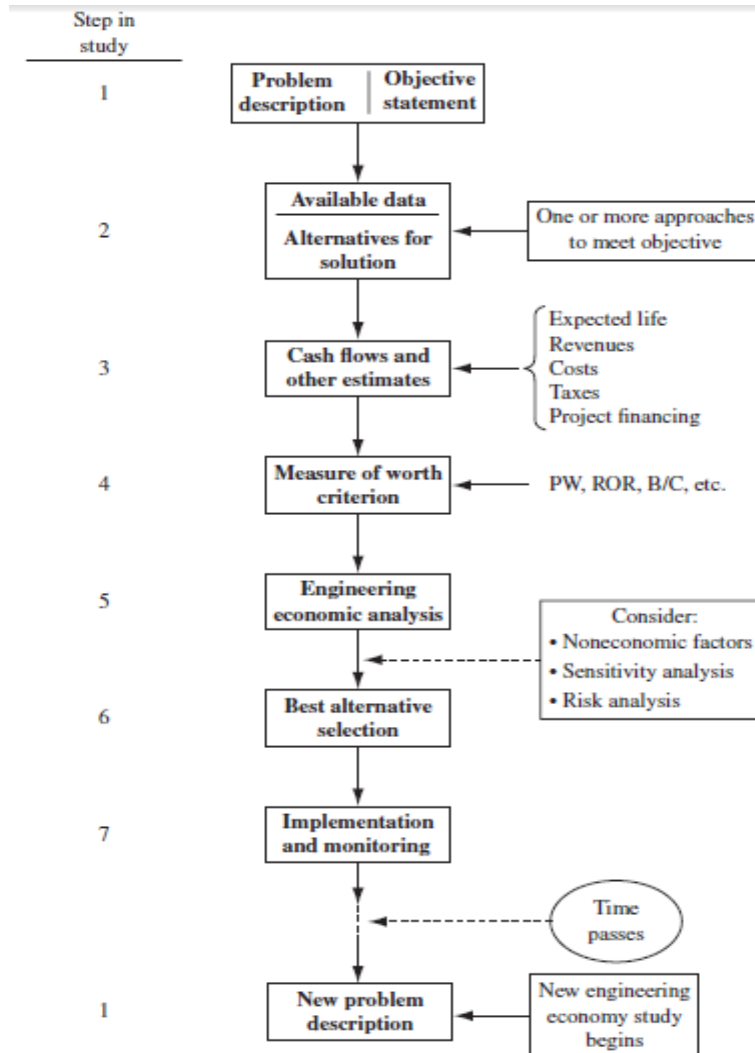 Step in
study
1
Problem description | Objective statement
2
Available data
Alternatives for
solution
One or more approaches
to meet objective
3
Cash flows and
other estimates
Expected life
Revenues
Costs
Taxes
Project financing
4
Measure of worth
criterion
PW, ROR, B/C, etc.
5
Engineering
economic analysis
Consider:
• Noneconomic factors
• Sensitivity analysis
• Risk analysis
6
Best alternative
selection
7
Implementation
and monitoring
Time
passes
1
New problem
description
New engineering
economy study
begins